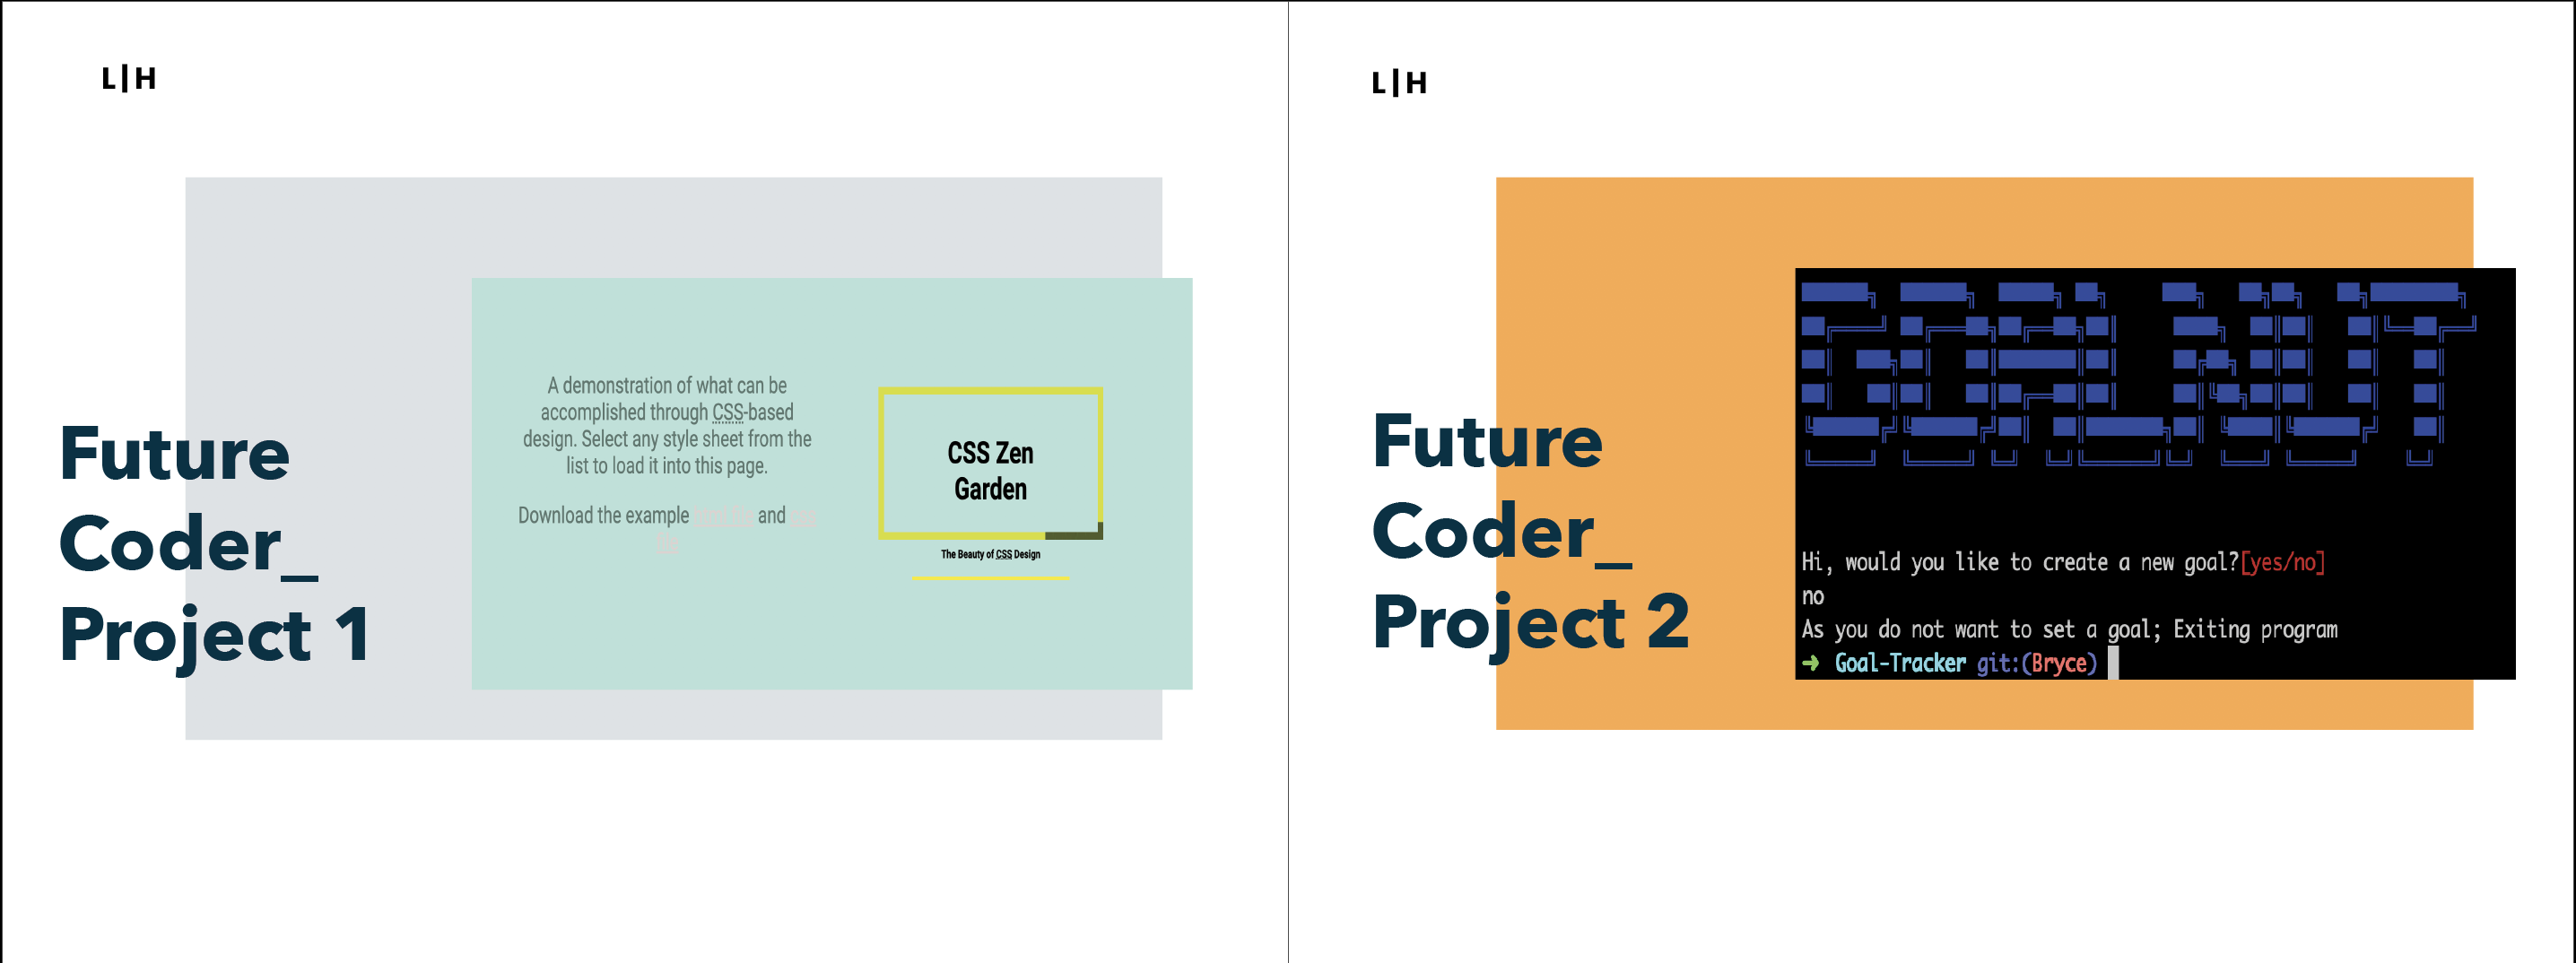 L|H
Future
Coder_
Project 1
A demonstration of what can be
accomplished through CSS-based
design. Select any style sheet from the
list to load it into this page.
Download the example and
CSS Zen
Garden
The Beauty of CSS Design
L|H
Future
Coder_
Project 2
GOALNUT
Hi, would you like to create a new goal?[yes/no]
no
As you do not want to set a goal; Exiting program
➜ Goal-Tracker git:(Bryce)